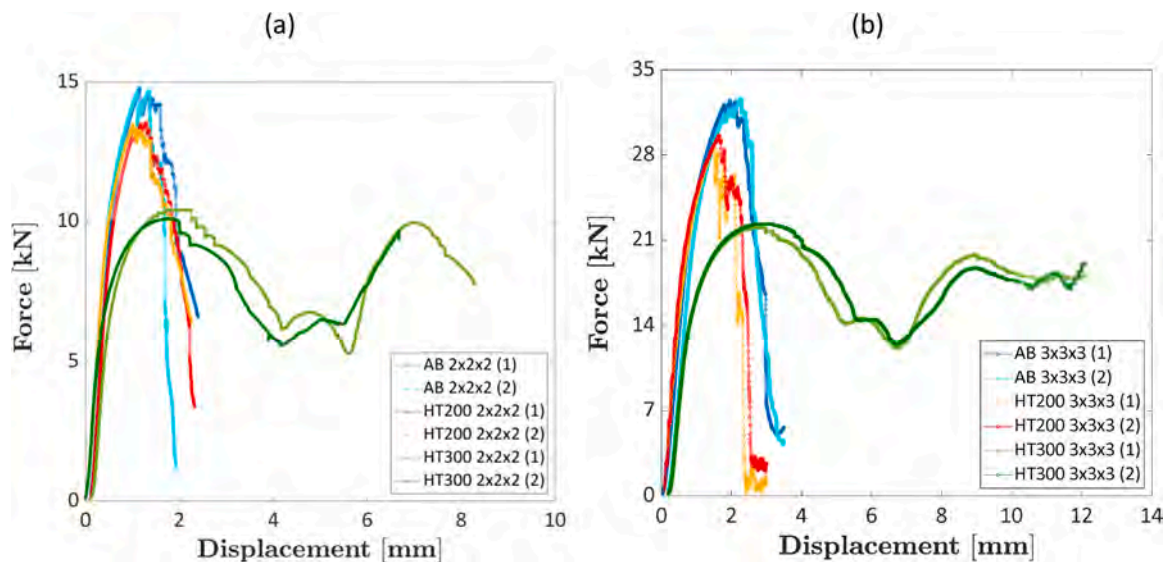 (a)
15
10
5
0
0 2 4 6 8 10
Force [kN]
Displacement [mm]
AB 2x2x2 (1)
AB 2x2x2 (2)
HT200 2x2x2 (1)
HT200 2x2x2 (2)
HT300 2x2x2 (1)
HT300 2x2x2 (2)
(b)
35
28
21
14
7
0
0 2 4 6 8 10 12 14
Force [kN]
Displacement [mm]
AB 3x3x3 (1)
AB 3x3x3 (2)
HT200 3x3x3 (1)
HT200 3x3x3 (2)
HT300 3x3x3 (1)
HT300 3x3x3 (2)